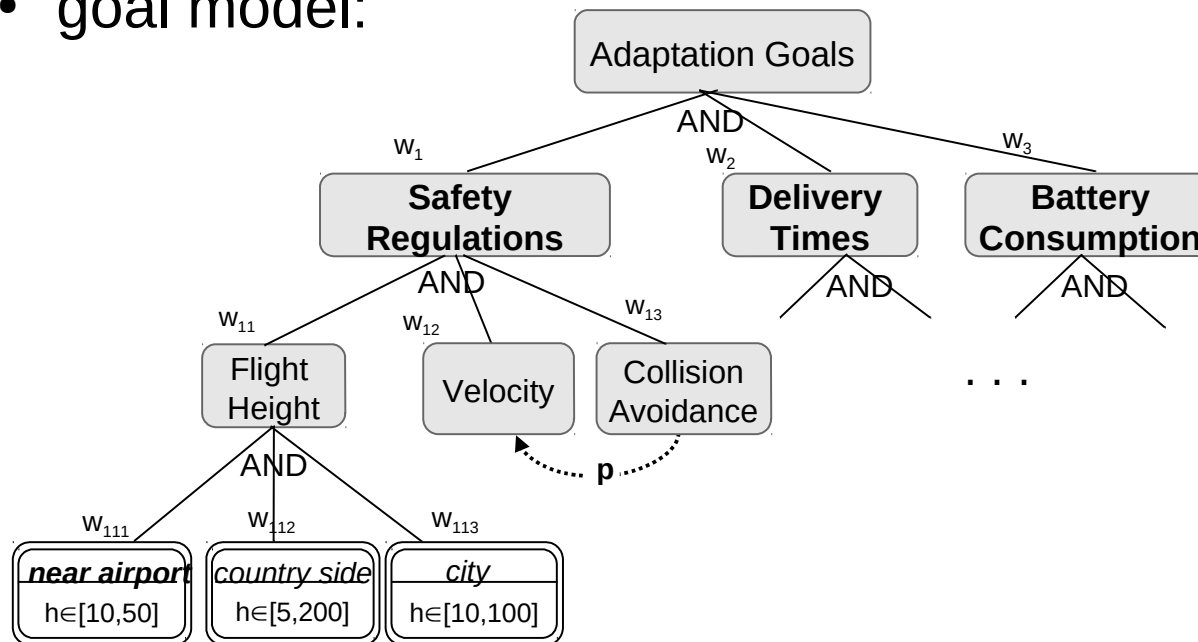 • goal model:
Adaptation Goals
AND
w₁
w₂
w₃
Safety
Regulations
Delivery
Times
Battery
Consumption
AND
AND
AND
w₁₁
w₁₂
w₁₃
Flight
Height
Velocity
Collision
Avoidance
. . .
p
AND
w₁₁₁
w₁₁₂
w₁₁₃
near airport
h∈[10,50]
country side
h∈[5,200]
city
h∈[10,100]